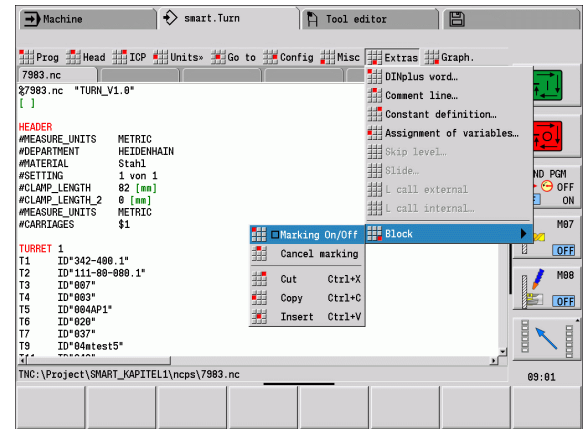 Machine
smart.Turn
Tool editor
Prog Head ICP Units» Go to Config Misc Extras Graph.
7983.nc
%7983.nc "TURN_V1.0"
[ ]
HEADER
#MEASURE_UNITS METRIC
#DEPARTMENT HEIDENHAIN
#MATERIAL Stahl
#SETTING 1 von 1
#CLAMP_LENGTH 82 [mm]
#CLAMP_LENGTH_2 0 [mm]
#MEASURE_UNITS METRIC
#CARRIAGES $1
TURRET 1
T1 ID"342-400.1"
T2 ID"111-80-080.1"
T3 ID"007"
T4 ID"003"
T5 ID"004AP1"
T6 ID"020"
T7 ID"037"
T9 ID"04mtest5"
DINplus word…
Comment line…
Constant definition…
Assignment of variables…
Skip level…
Slide…
L call external
L call internal…
Block
Marking On/Off
Cancel marking
Cut Ctrl+X
Copy Ctrl+C
Insert Ctrl+V
ND PGM
OFF
ON
M07
OFF
M08
OFF
TNC:\Project\SMART_KAPITEL1\ncps\7983.nc
09:01